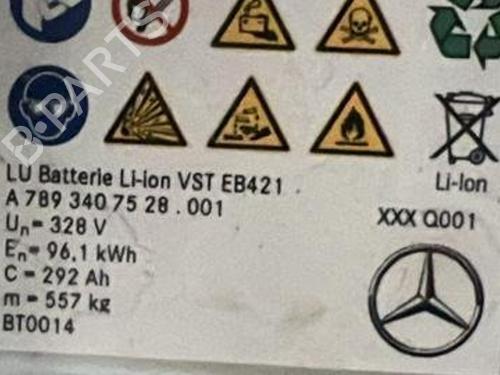 B-PARTS
LU Batterie Li-Ion VST EB421
A 789 340 75 28 . 001
Un= 328 V
En= 96,1 kWh
C = 292 Ah
m = 557 kg
BT0014
Li-Ion
XXX Q001